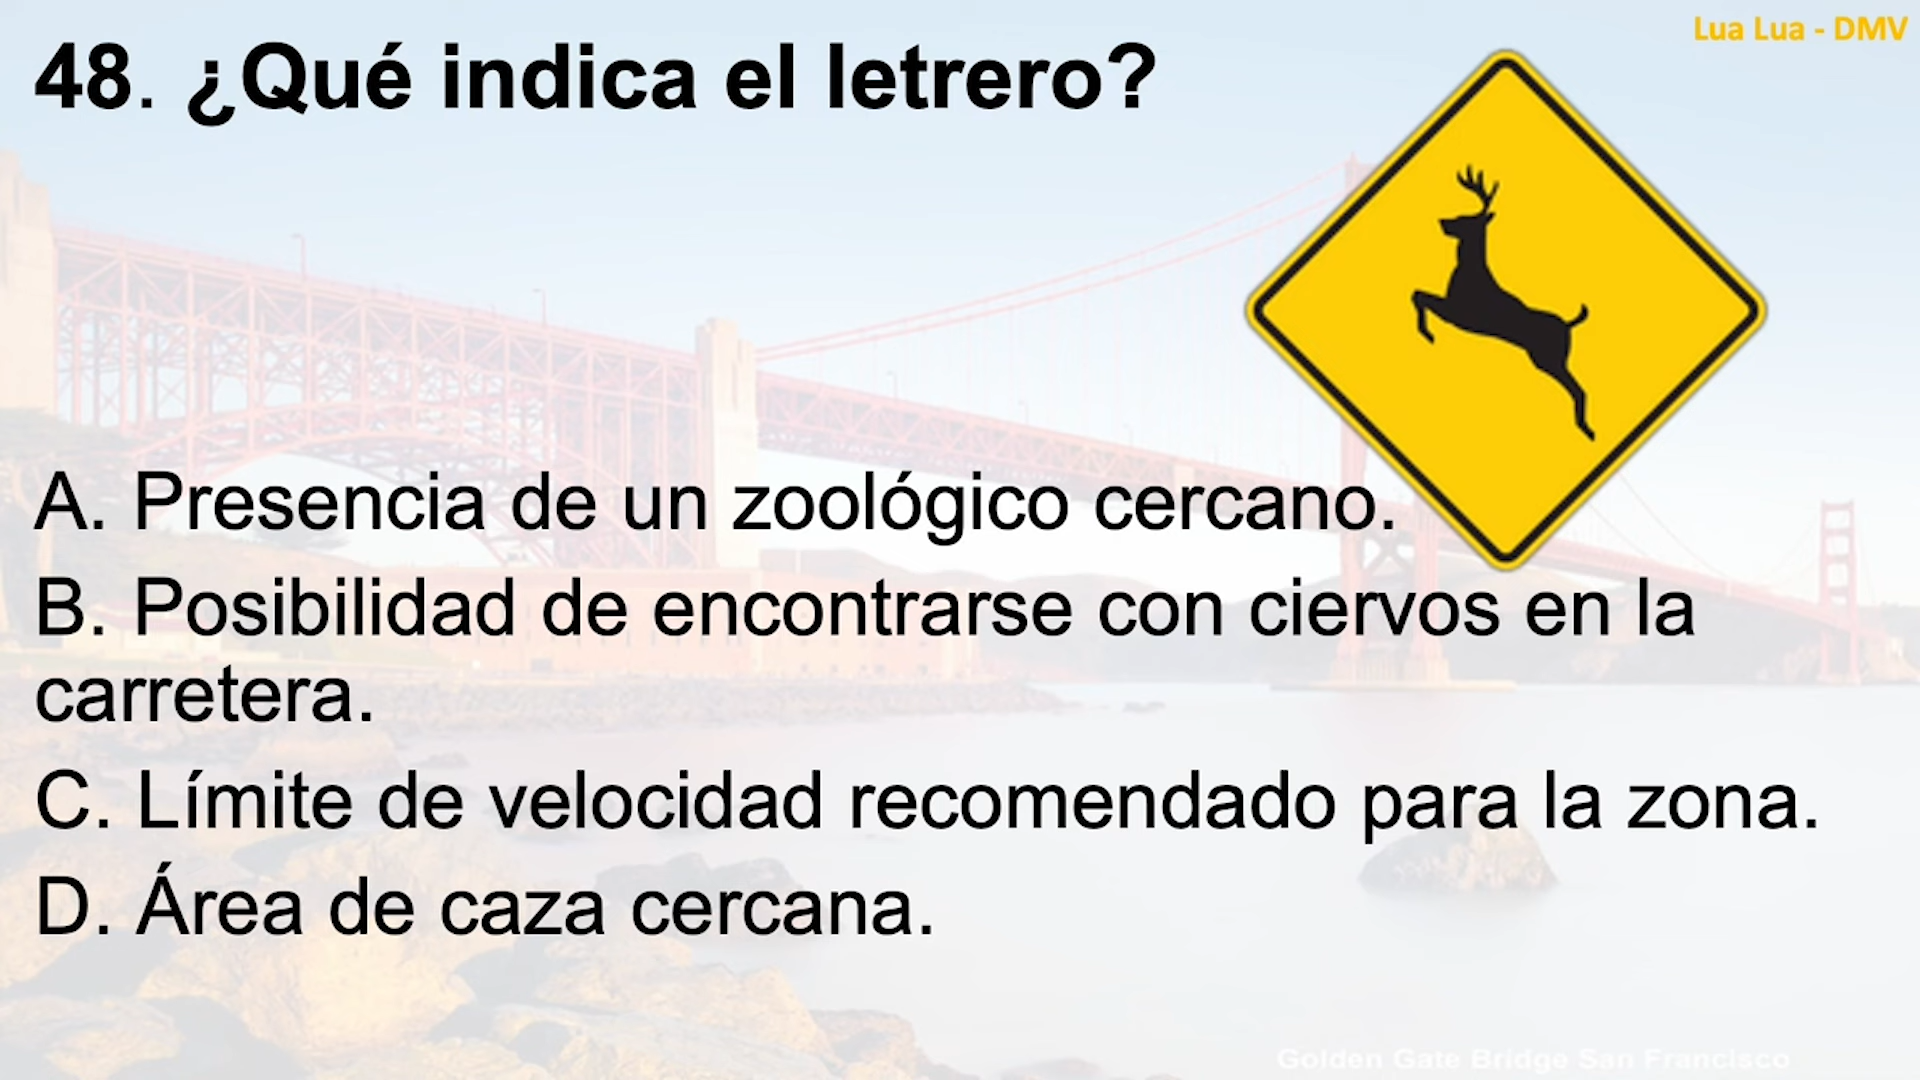 Lua Lua - DMV
48. ¿Qué indica el letrero?
A. Presencia de un zoológico cercano.
B. Posibilidad de encontrarse con ciervos en la
carretera.
C. Límite de velocidad recomendado para la zona.
D. Área de caza cercana.
Golden Gate Bridge San Francisco